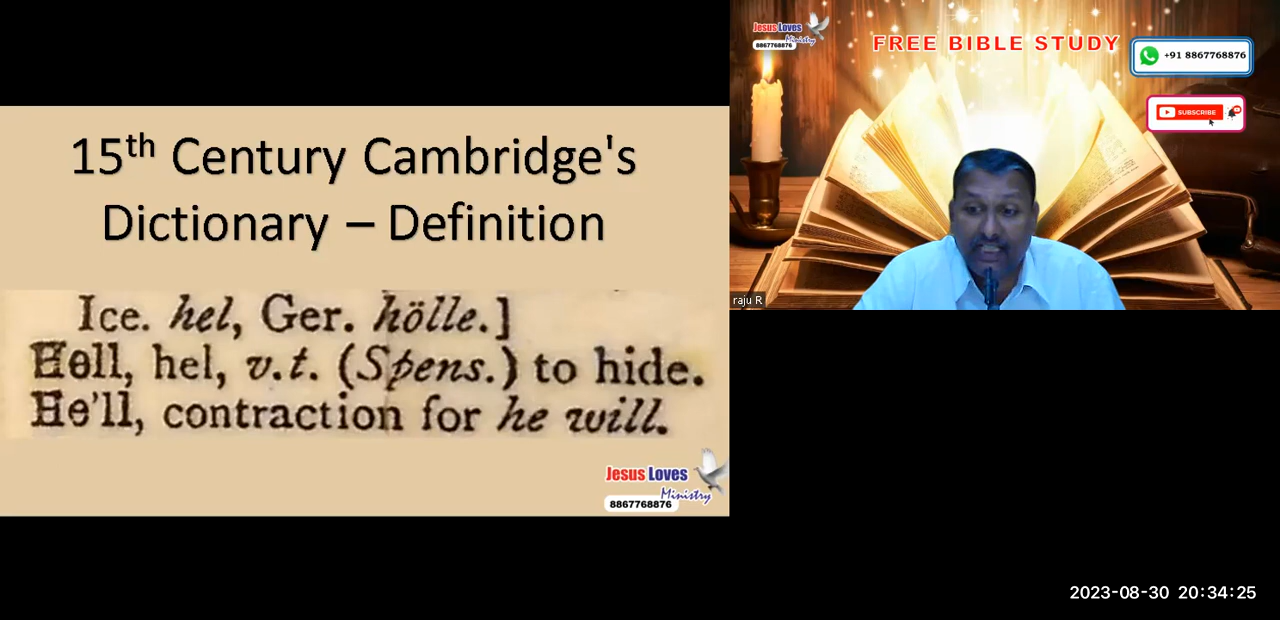 15th Century Cambridge's
Dictionary – Definition
Ice. hel, Ger. hölle.]
Hell, hel, v.t. (Spens.) to hide.
He'll, contraction for he will.
Jesus Loves
Ministry
8867768876
Jesus Loves
Ministry
8867768876
FREE BIBLE STUDY
+91 8867768876
SUBSCRIBE
raju R
2023-08-30 20:34:25